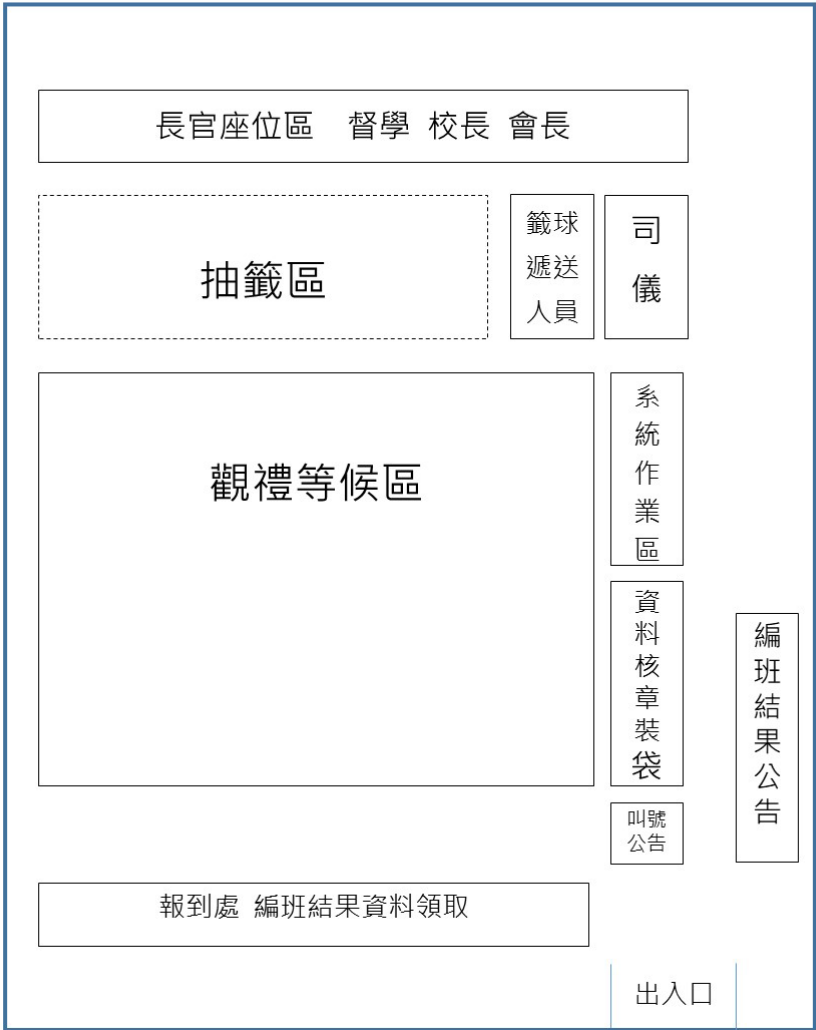 長官座位區 督學 校長 會長
抽籤區
籤球
遞送
人員
司
儀
觀禮等候區
系統作業區
資料核章裝袋
編班結果公告
叫號
公告
報到處 編班結果資料領取
出入口